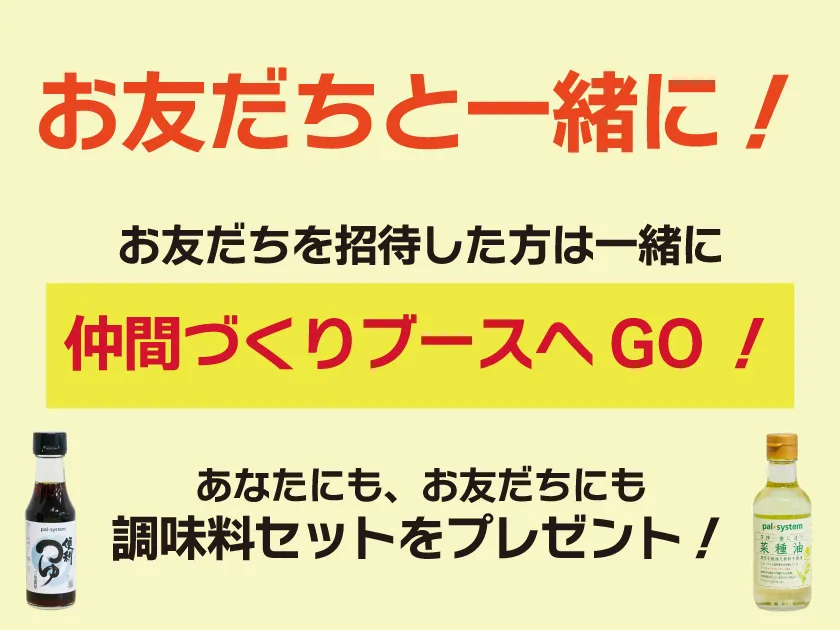 お友だちと一緒に！
お友だちを招待した方は一緒に
仲間づくりブースへ GO ！
あなたにも、お友だちにも
調味料セットをプレゼント！
pal*system
便利
つゆ
pal*system
菜種油